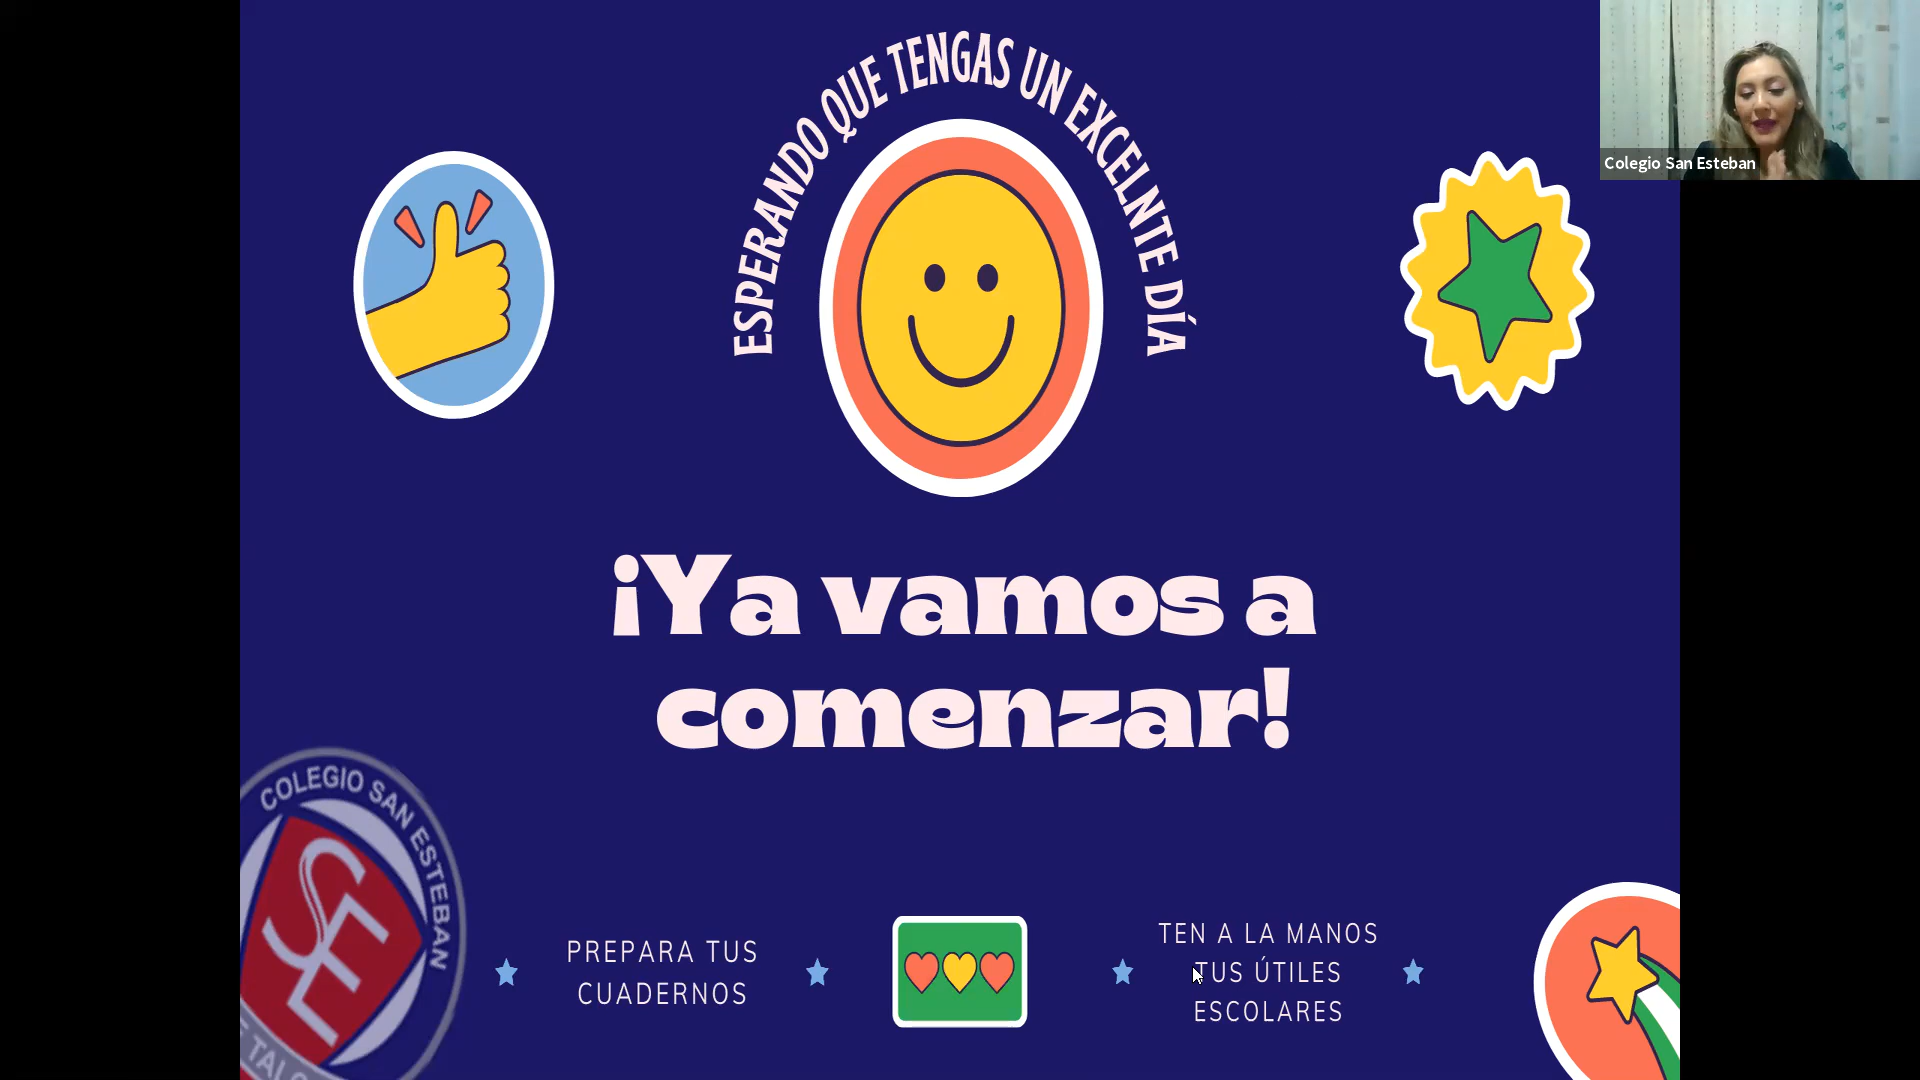 ESPERANDO QUE TENGAS UN EXCELNTE DÍA
Colegio San Esteban
¡Ya vamos a
comenzar!
COLEGIO SAN ESTEBAN
SE
PREPARA TUS
CUADERNOS
TEN A LA MANOS
TUS ÚTILES
ESCOLARES